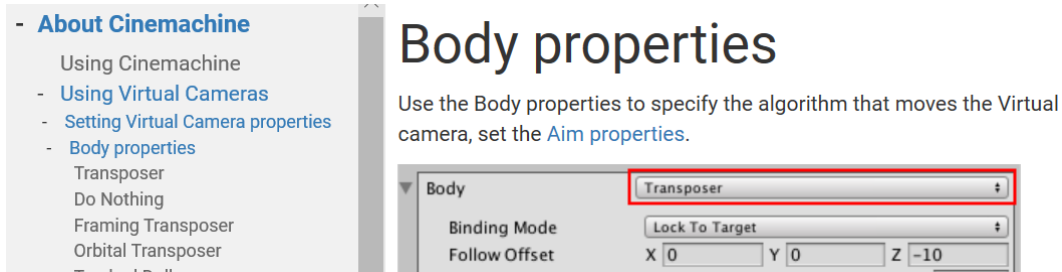 - About Cinemachine
Using Cinemachine
- Using Virtual Cameras
- Setting Virtual Camera properties
- Body properties
Transposer
Do Nothing
Framing Transposer
Orbital Transposer
Body properties
Use the Body properties to specify the algorithm that moves the Virtual
camera, set the Aim properties.
Body Transposer
Binding Mode Lock To Target
Follow Offset X 0 Y 0 Z -10